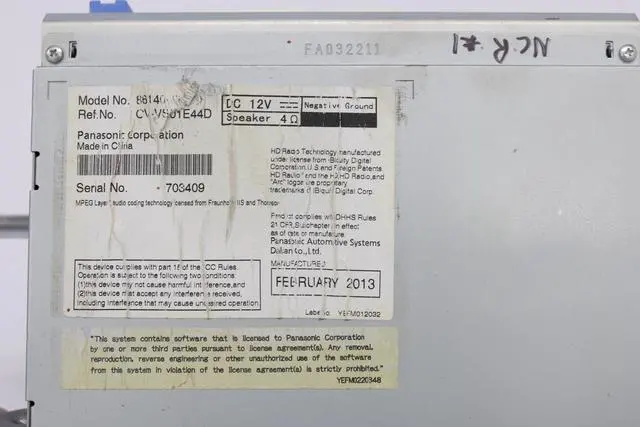 FA032211
NCR #1
Model No.
DC 12V
Negative Ground
Ref.No. CV-VS01E44D
Speaker 4Ω
Panasonic Corporation
Made in China
Serial No. 703409
MPEG Layer audio coding technology licensed from Fraunhofer IIS and Thomson
HD Radio Technology manufactured
under license from iBiquity Digital
Corporation.U.S and Foreign Patents.
HD Radio" and the HD,HD Radio,and
"Arc" logos are proprietary
trademarks of iBiquity Digital Corp.
Product complies with DHHS Rules
21 CFR,Subchapter in effect
as of date of manufacture.
Panasonic Automotive Systems
Dalian Co.,Ltd.
MANUFACTURED
FEBRUARY 2013
Label No. YEFM012032
This device complies with part 15 of the FCC Rules.
Operation is subject to the following two conditions:
(1)this device may not cause harmful interference,and
(2)this device must accept any interference received,
including interference that may cause undesired operation.
"This system contains software that is licensed to Panasonic Corporation
by one or more third parties pursuant to license agreement(s). Any removal,
reproduction, reverse engineering or other unauthorized use of the software
from this system in violation of the license agreement(s) is strictly prohibited."
YEFM0220848